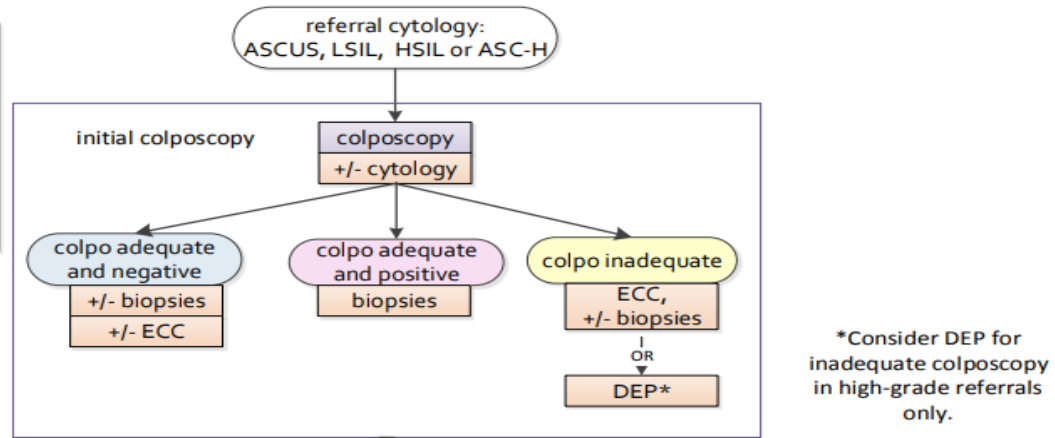 referral cytology:
ASCUS, LSIL, HSIL or ASC-H
initial colposcopy
colposcopy
+/- cytology
colpo adequate
and negative
+/- biopsies
+/- ECC
colpo adequate
and positive
biopsies
colpo inadequate
ECC,
+/- biopsies
OR
DEP*
*Consider DEP for
inadequate colposcopy
in high-grade referrals
only.